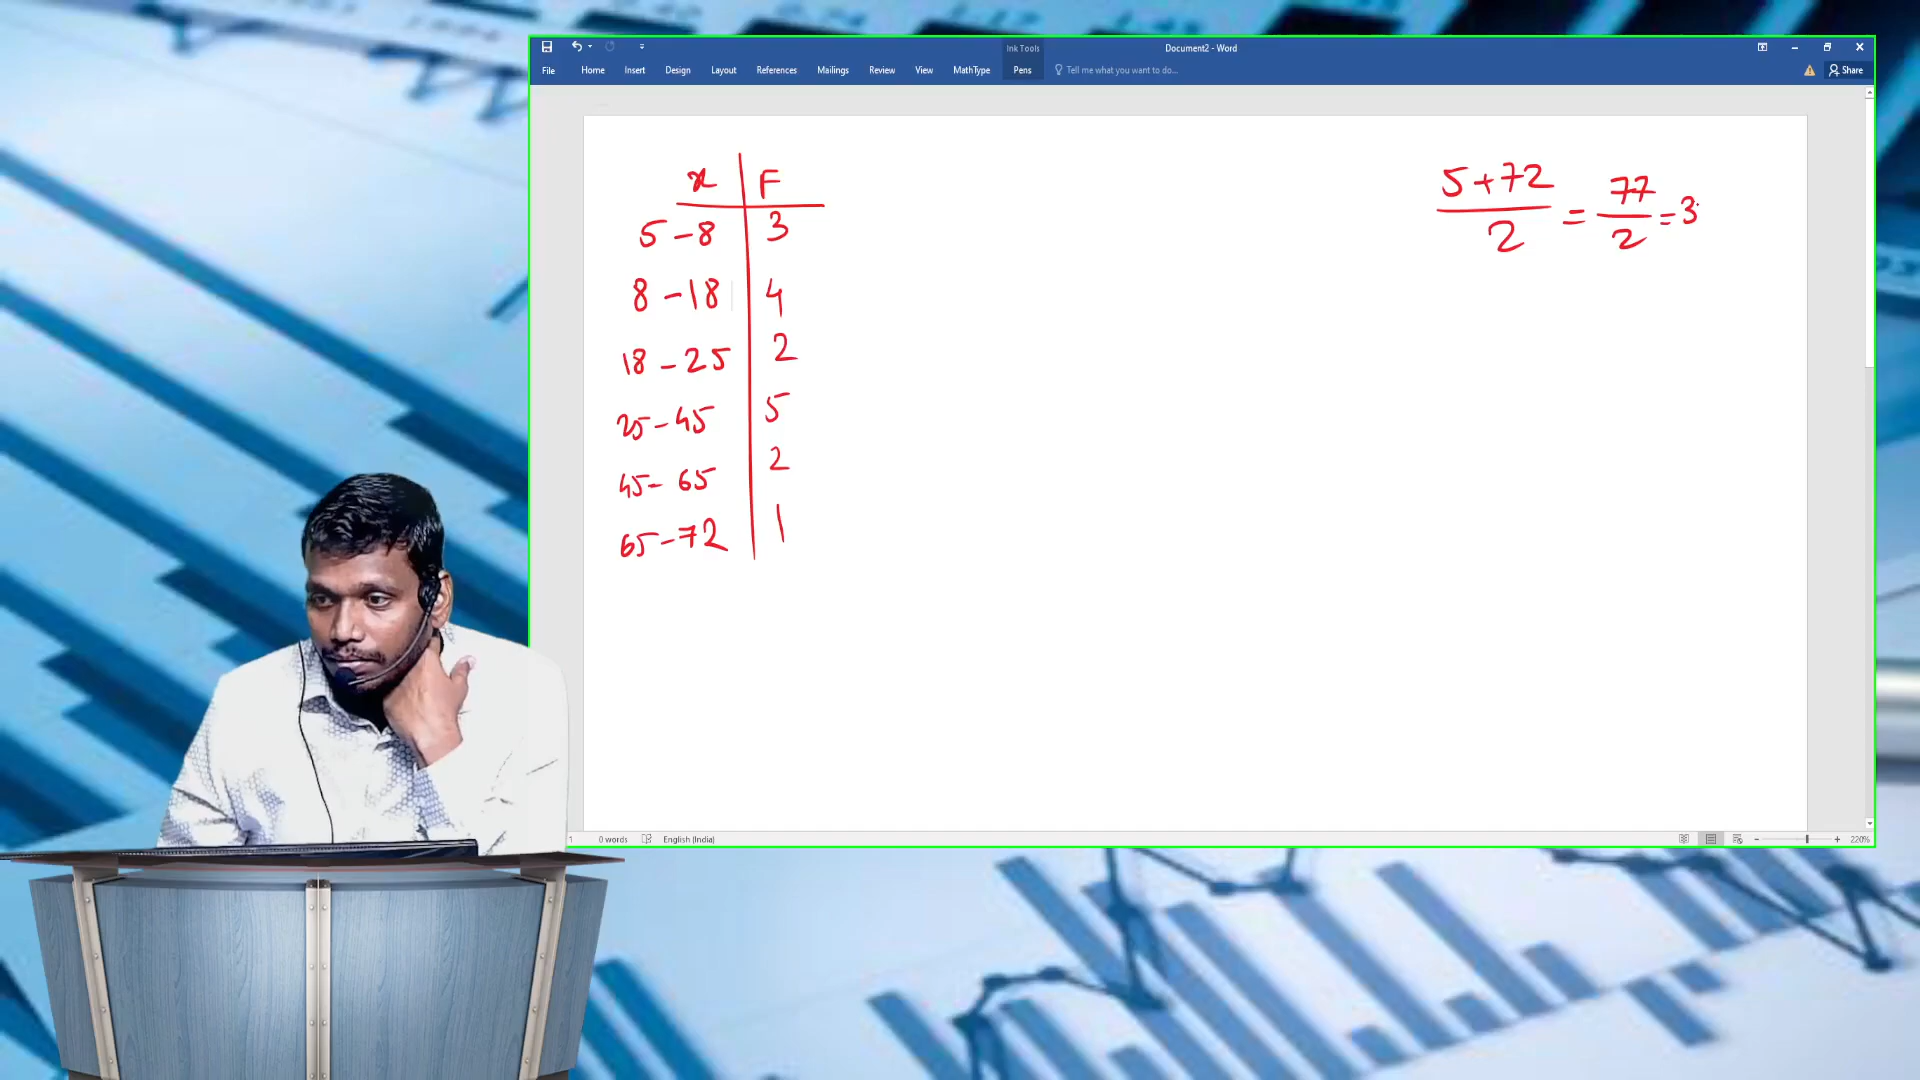 Ink Tools
Document2 - Word
File Home Insert Design Layout References Mailings Review View MathType Pens Tell me what you want to do... Share
x F
5-8 3
8-18 4
18-25 2
25-45 5
45-65 2
65-72 1
5+72/2 = 77/2 = 3
1 0 words English (India) 220%